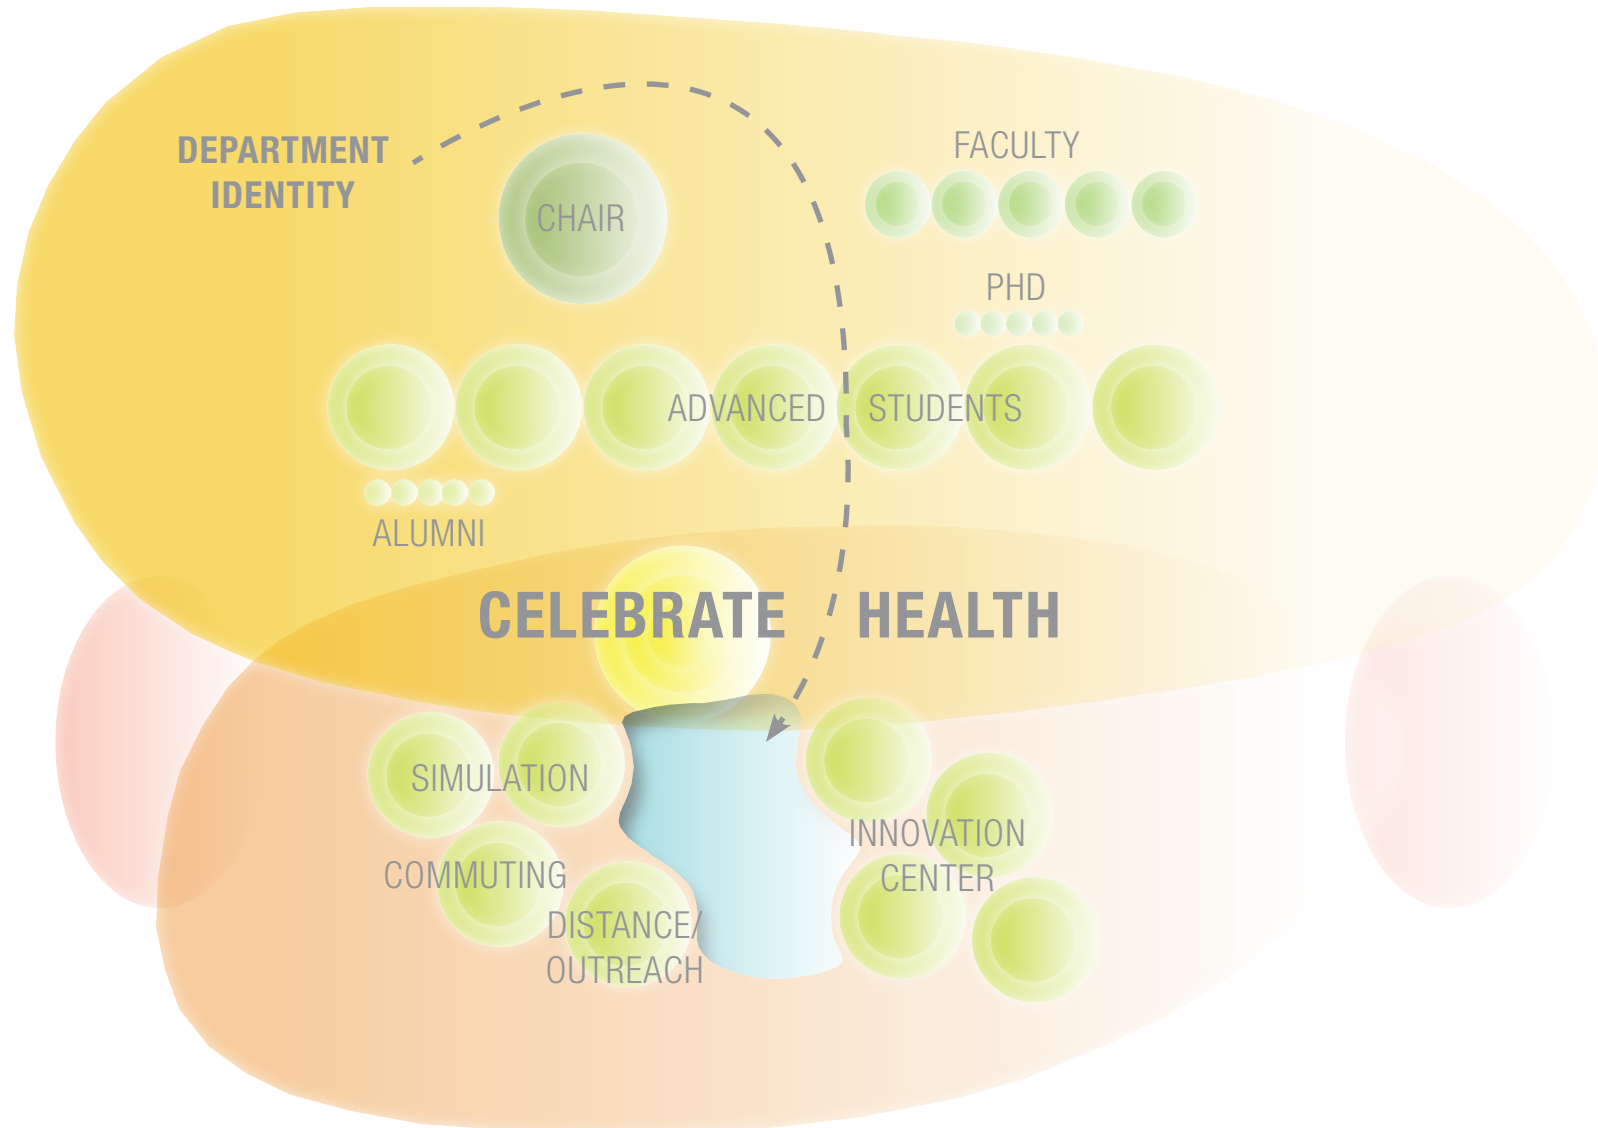 DEPARTMENT
IDENTITY
CHAIR
FACULTY
PHD
ADVANCED STUDENTS
ALUMNI
CELEBRATE HEALTH
SIMULATION
COMMUTING
DISTANCE/
OUTREACH
INNOVATION
CENTER